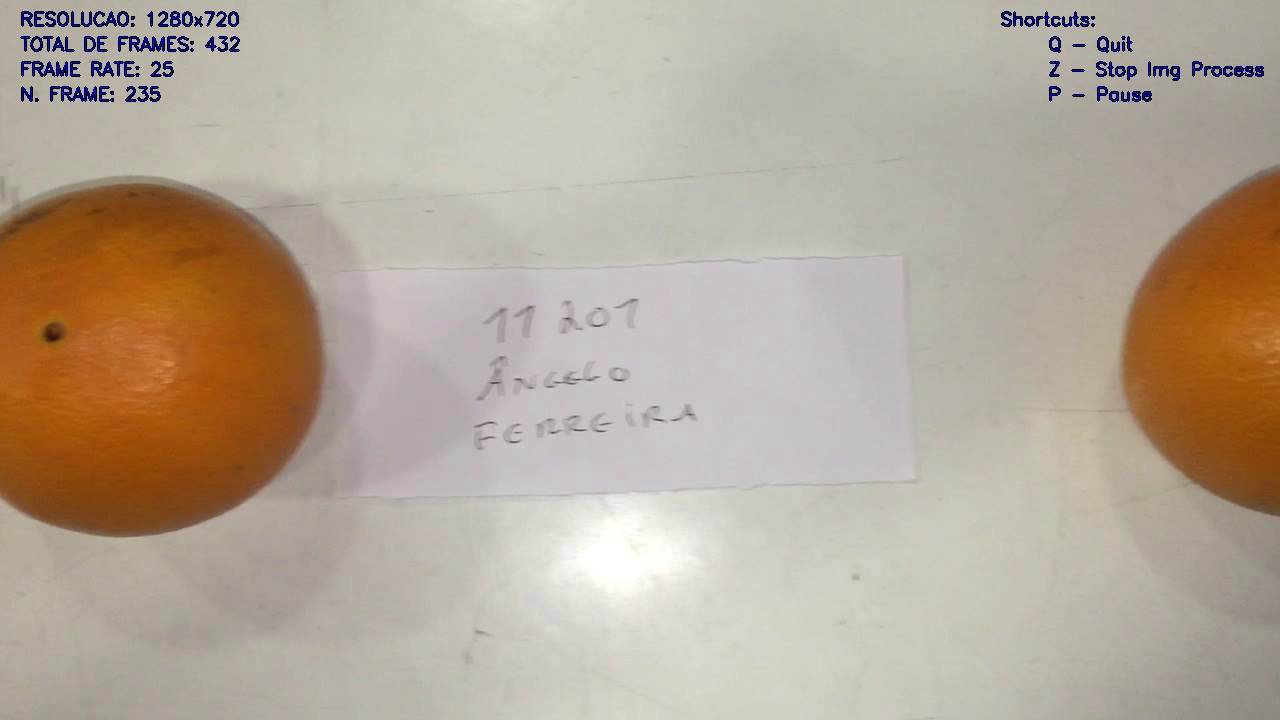 RESOLUCAO: 1280x720
TOTAL DE FRAMES: 432
FRAME RATE: 25
N. FRAME: 235
Shortcuts:
Q - Quit
Z - Stop Img Process
P - Pause
11 201
ÂNGELO
FERREIRA